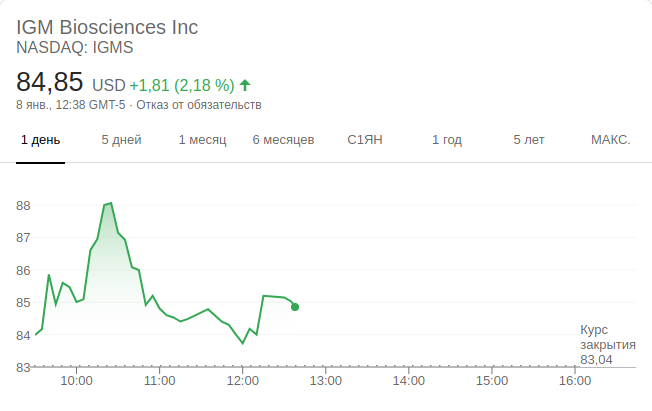 IGM Biosciences Inc
NASDAQ: IGMS
84,85 USD +1,81 (2,18 %)
8 янв., 12:38 GMT-5 · Отказ от обязательств
1 день 5 дней 1 месяц 6 месяцев С1ЯН 1 год 5 лет МАКС.
88
87
86
85
84
83
Курс
закрытия
83,04
10:00 11:00 12:00 13:00 14:00 15:00 16:00